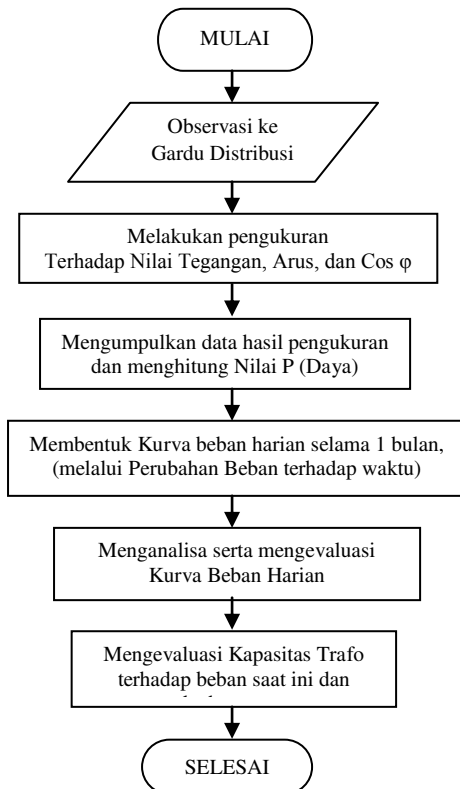 MULAI
Observasi ke
Gardu Distribusi
Melakukan pengukuran
Terhadap Nilai Tegangan, Arus, dan Cos φ
Mengumpulkan data hasil pengukuran
dan menghitung Nilai P (Daya)
Membentuk Kurva beban harian selama 1 bulan,
(melalui Perubahan Beban terhadap waktu)
Menganalisa serta mengevaluasi
Kurva Beban Harian
Mengevaluasi Kapasitas Trafo
terhadap beban saat ini dan
SELESAI